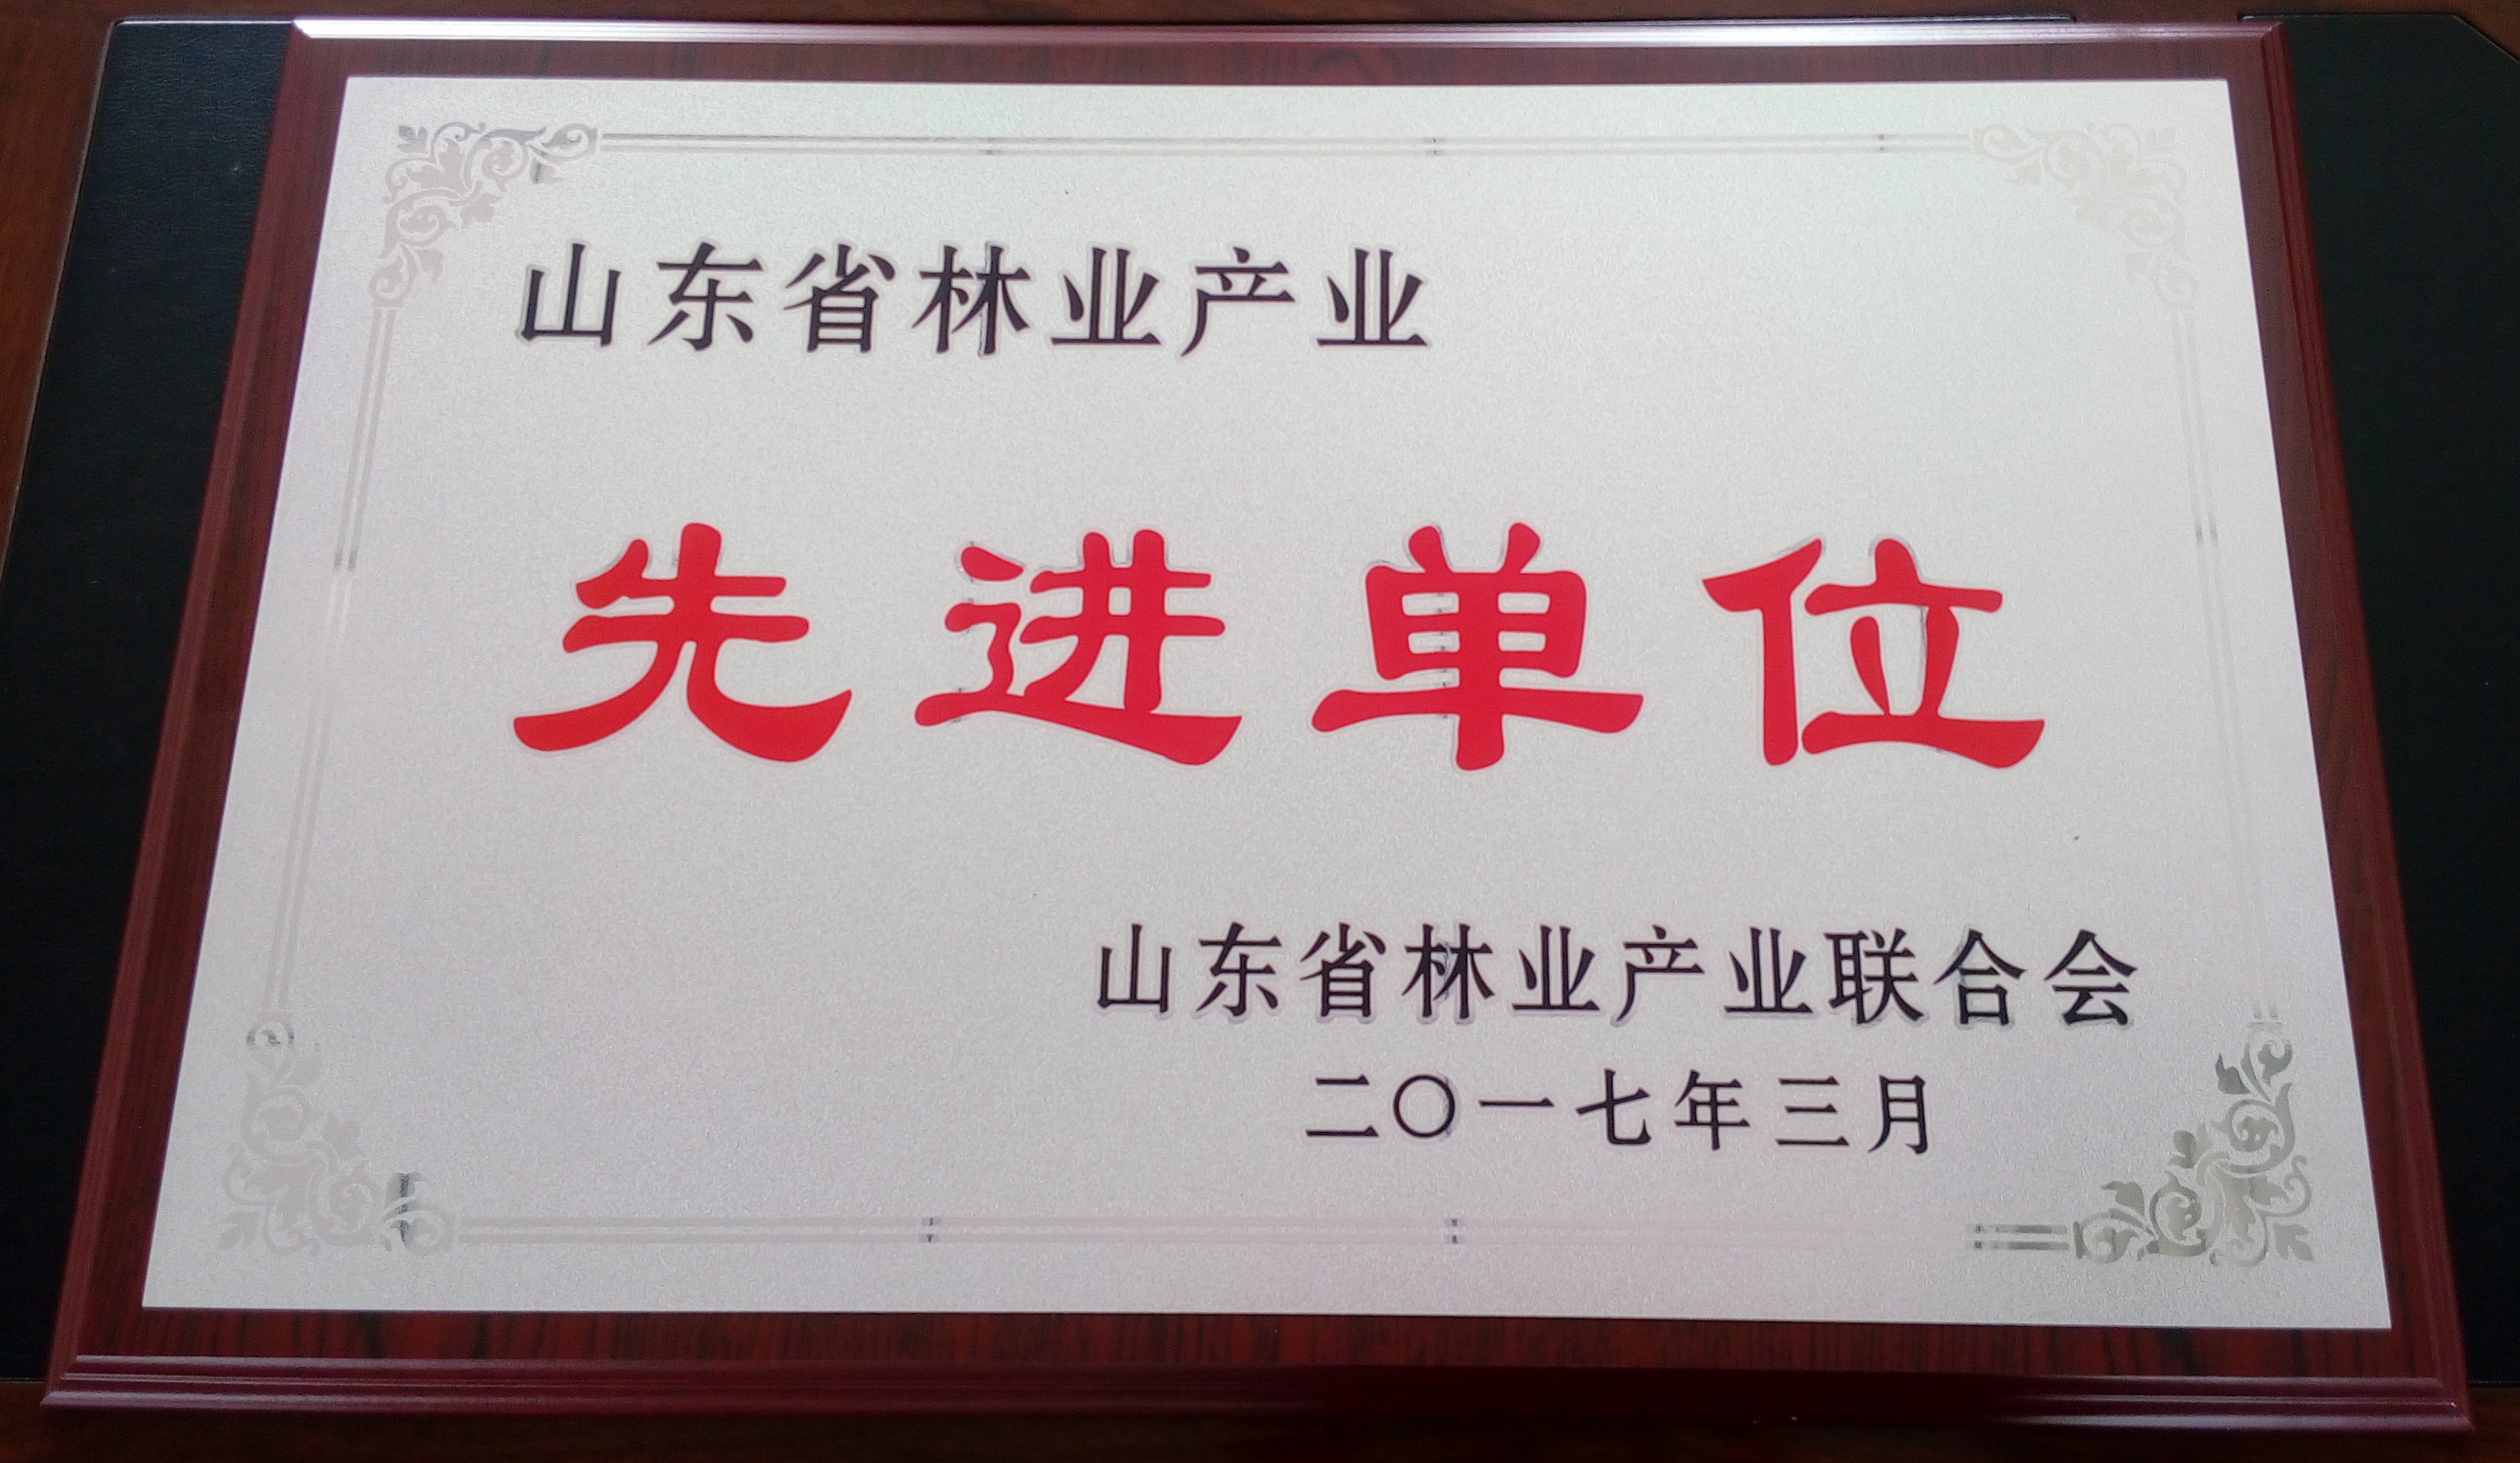 山东省林业产业
先进单位
山东省林业产业联合会
二〇一七年三月